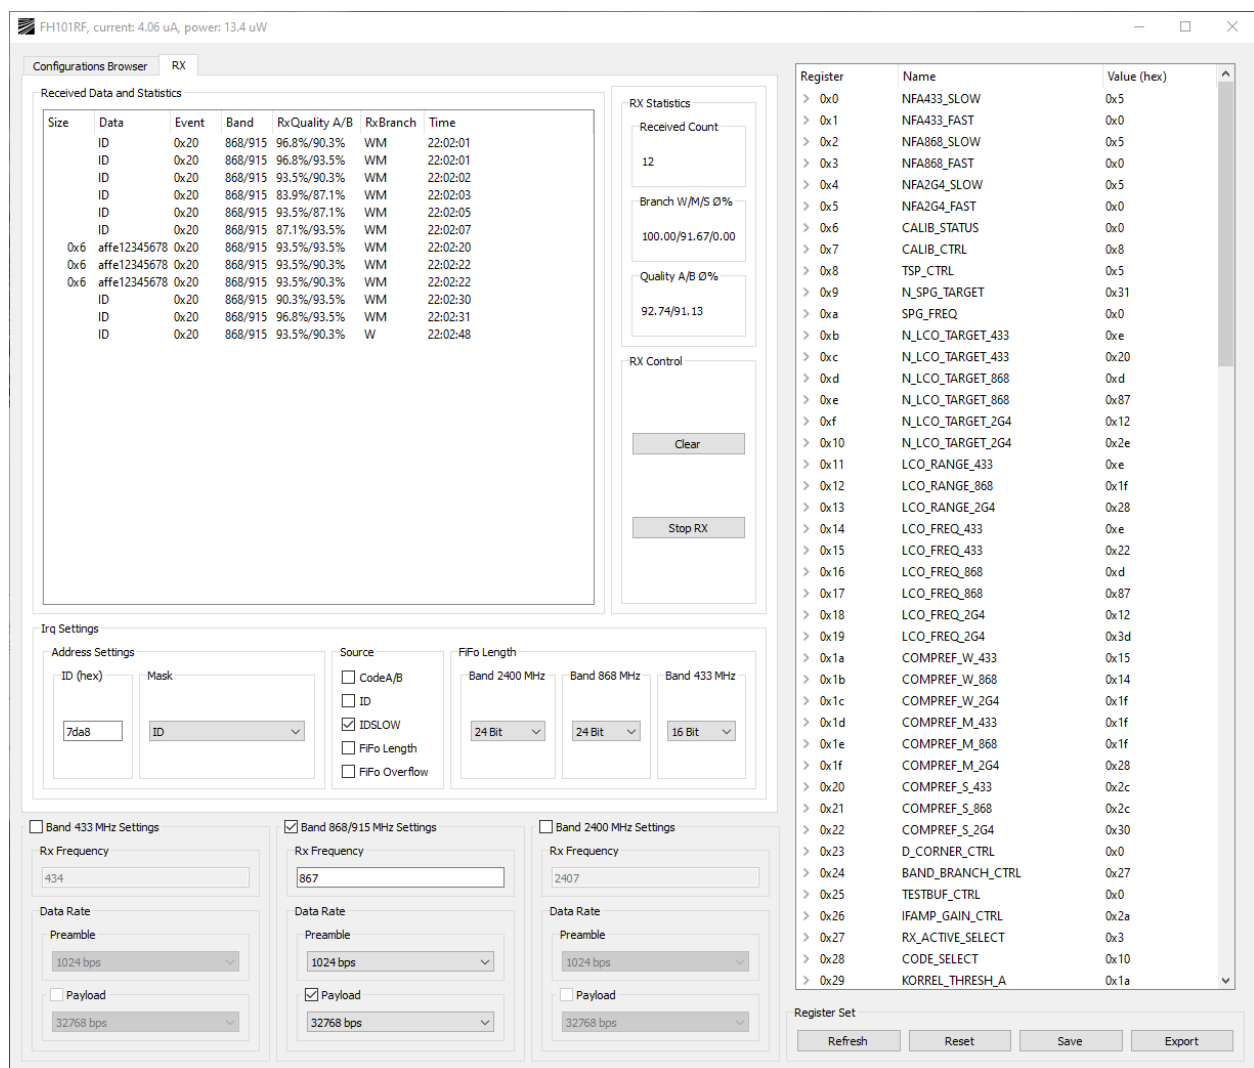 FH101RF, current: 4.06 uA, power: 13.4 uW
Configurations Browser RX
Received Data and Statistics
Size Data Event Band RxQuality A/B RxBranch Time
ID 0x20 868/915 96.8%/90.3% WM 22:02:01
ID 0x20 868/915 96.8%/93.5% WM 22:02:01
ID 0x20 868/915 93.5%/90.3% WM 22:02:02
ID 0x20 868/915 83.9%/87.1% WM 22:02:03
ID 0x20 868/915 93.5%/87.1% WM 22:02:05
ID 0x20 868/915 87.1%/93.5% WM 22:02:07
0x6 affe12345678 0x20 868/915 93.5%/93.5% WM 22:02:20
0x6 affe12345678 0x20 868/915 93.5%/90.3% WM 22:02:22
0x6 affe12345678 0x20 868/915 93.5%/90.3% WM 22:02:22
ID 0x20 868/915 90.3%/93.5% WM 22:02:30
ID 0x20 868/915 96.8%/93.5% WM 22:02:31
ID 0x20 868/915 93.5%/90.3% W 22:02:48
RX Statistics
Received Count
12
Branch W/M/S Ø%
100.00/91.67/0.00
Quality A/B Ø%
92.74/91.13
RX Control
Clear
Stop RX
Irq Settings
Address Settings
ID (hex) Mask
7da8 ID
Source
CodeA/B
ID
IDSLOW
FiFo Length
FiFo Overflow
FiFo Length
Band 2400 MHz Band 868 MHz Band 433 MHz
24 Bit 24 Bit 16 Bit
Band 433 MHz Settings
Rx Frequency
434
Data Rate
Preamble
1024 bps
Payload
32768 bps
Band 868/915 MHz Settings
Rx Frequency
867
Data Rate
Preamble
1024 bps
Payload
32768 bps
Band 2400 MHz Settings
Rx Frequency
2407
Data Rate
Preamble
1024 bps
Payload
32768 bps
Register Name Value (hex)
0x0 NFA433_SLOW 0x5
0x1 NFA433_FAST 0x0
0x2 NFA868_SLOW 0x5
0x3 NFA868_FAST 0x0
0x4 NFA2G4_SLOW 0x5
0x5 NFA2G4_FAST 0x0
0x6 CALIB_STATUS 0x0
0x7 CALIB_CTRL 0x8
0x8 TSP_CTRL 0x5
0x9 N_SPG_TARGET 0x31
0xa SPG_FREQ 0x0
0xb N_LCO_TARGET_433 0xe
0xc N_LCO_TARGET_433 0x20
0xd N_LCO_TARGET_868 0xd
0xe N_LCO_TARGET_868 0x87
0xf N_LCO_TARGET_2G4 0x12
0x10 N_LCO_TARGET_2G4 0x2e
0x11 LCO_RANGE_433 0xe
0x12 LCO_RANGE_868 0x1f
0x13 LCO_RANGE_2G4 0x28
0x14 LCO_FREQ_433 0xe
0x15 LCO_FREQ_433 0x22
0x16 LCO_FREQ_868 0xd
0x17 LCO_FREQ_868 0x87
0x18 LCO_FREQ_2G4 0x12
0x19 LCO_FREQ_2G4 0x3d
0x1a COMPREF_W_433 0x15
0x1b COMPREF_W_868 0x14
0x1c COMPREF_W_2G4 0x1f
0x1d COMPREF_M_433 0x1f
0x1e COMPREF_M_868 0x1f
0x1f COMPREF_M_2G4 0x28
0x20 COMPREF_S_433 0x2c
0x21 COMPREF_S_868 0x2c
0x22 COMPREF_S_2G4 0x30
0x23 D_CORNER_CTRL 0x0
0x24 BAND_BRANCH_CTRL 0x27
0x25 TESTBUF_CTRL 0x0
0x26 IFAMP_GAIN_CTRL 0x2a
0x27 RX_ACTIVE_SELECT 0x3
0x28 CODE_SELECT 0x10
0x29 KORREL_THRESH_A 0x1a
Register Set
Refresh Reset Save Export